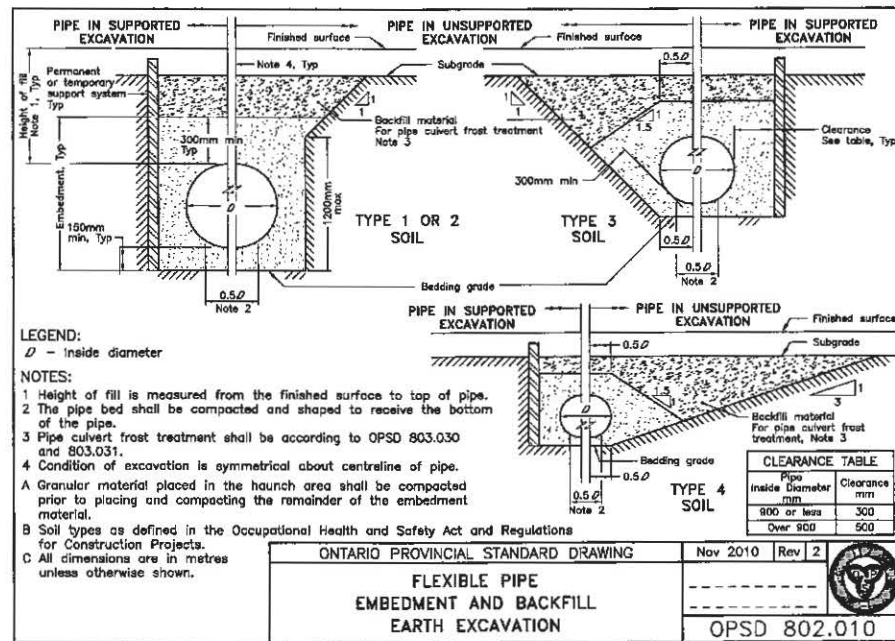 PIPE IN SUPPORTED EXCAVATION
PIPE IN UNSUPPORTED EXCAVATION
PIPE IN SUPPORTED EXCAVATION
Finished surface
Finished surface
0.5D
Note 4, Typ
Subgrade
Height of fill
Note 1, Typ
Permanent
or temporary
support system
Typ
1
1
1
1
1
1.5
Backfill material
For pipe culvert frost treatment
Note 3
Clearance
See table, Typ
300mm min
Typ
Embedment, Typ
D
D
300mm min
1200mm
max
150mm
min, Typ
TYPE 1 OR 2
SOIL
TYPE 3
SOIL
0.5D
0.5D
Note 2
Bedding grade
0.5D
Note 2
PIPE IN SUPPORTED
EXCAVATION
PIPE IN UNSUPPORTED
EXCAVATION
Finished surface
Subgrade
0.5D
1
1.5
1
3
D
Backfill material
For pipe culvert frost
treatment, Note 3
Bedding grade
0.5D
0.5D
Note 2
TYPE 4
SOIL
LEGEND:
D - Inside diameter
NOTES:
1 Height of fill is measured from the finished surface to top of pipe.
2 The pipe bed shall be compacted and shaped to receive the bottom
of the pipe.
3 Pipe culvert frost treatment shall be according to OPSD 803.030
and 803.031.
4 Condition of excavation is symmetrical about centreline of pipe.
A Granular material placed in the haunch area shall be compacted
prior to placing and compacting the remainder of the embedment
material.
B Soil types as defined in the Occupational Health and Safety Act and Regulations
for Construction Projects.
C All dimensions are in metres
unless otherwise shown.
CLEARANCE TABLE
Pipe Inside Diameter mm Clearance mm
900 or less 300
Over 900 500
ONTARIO PROVINCIAL STANDARD DRAWING
Nov 2010 Rev 2
FLEXIBLE PIPE
EMBEDMENT AND BACKFILL
EARTH EXCAVATION
OPSD 802.010